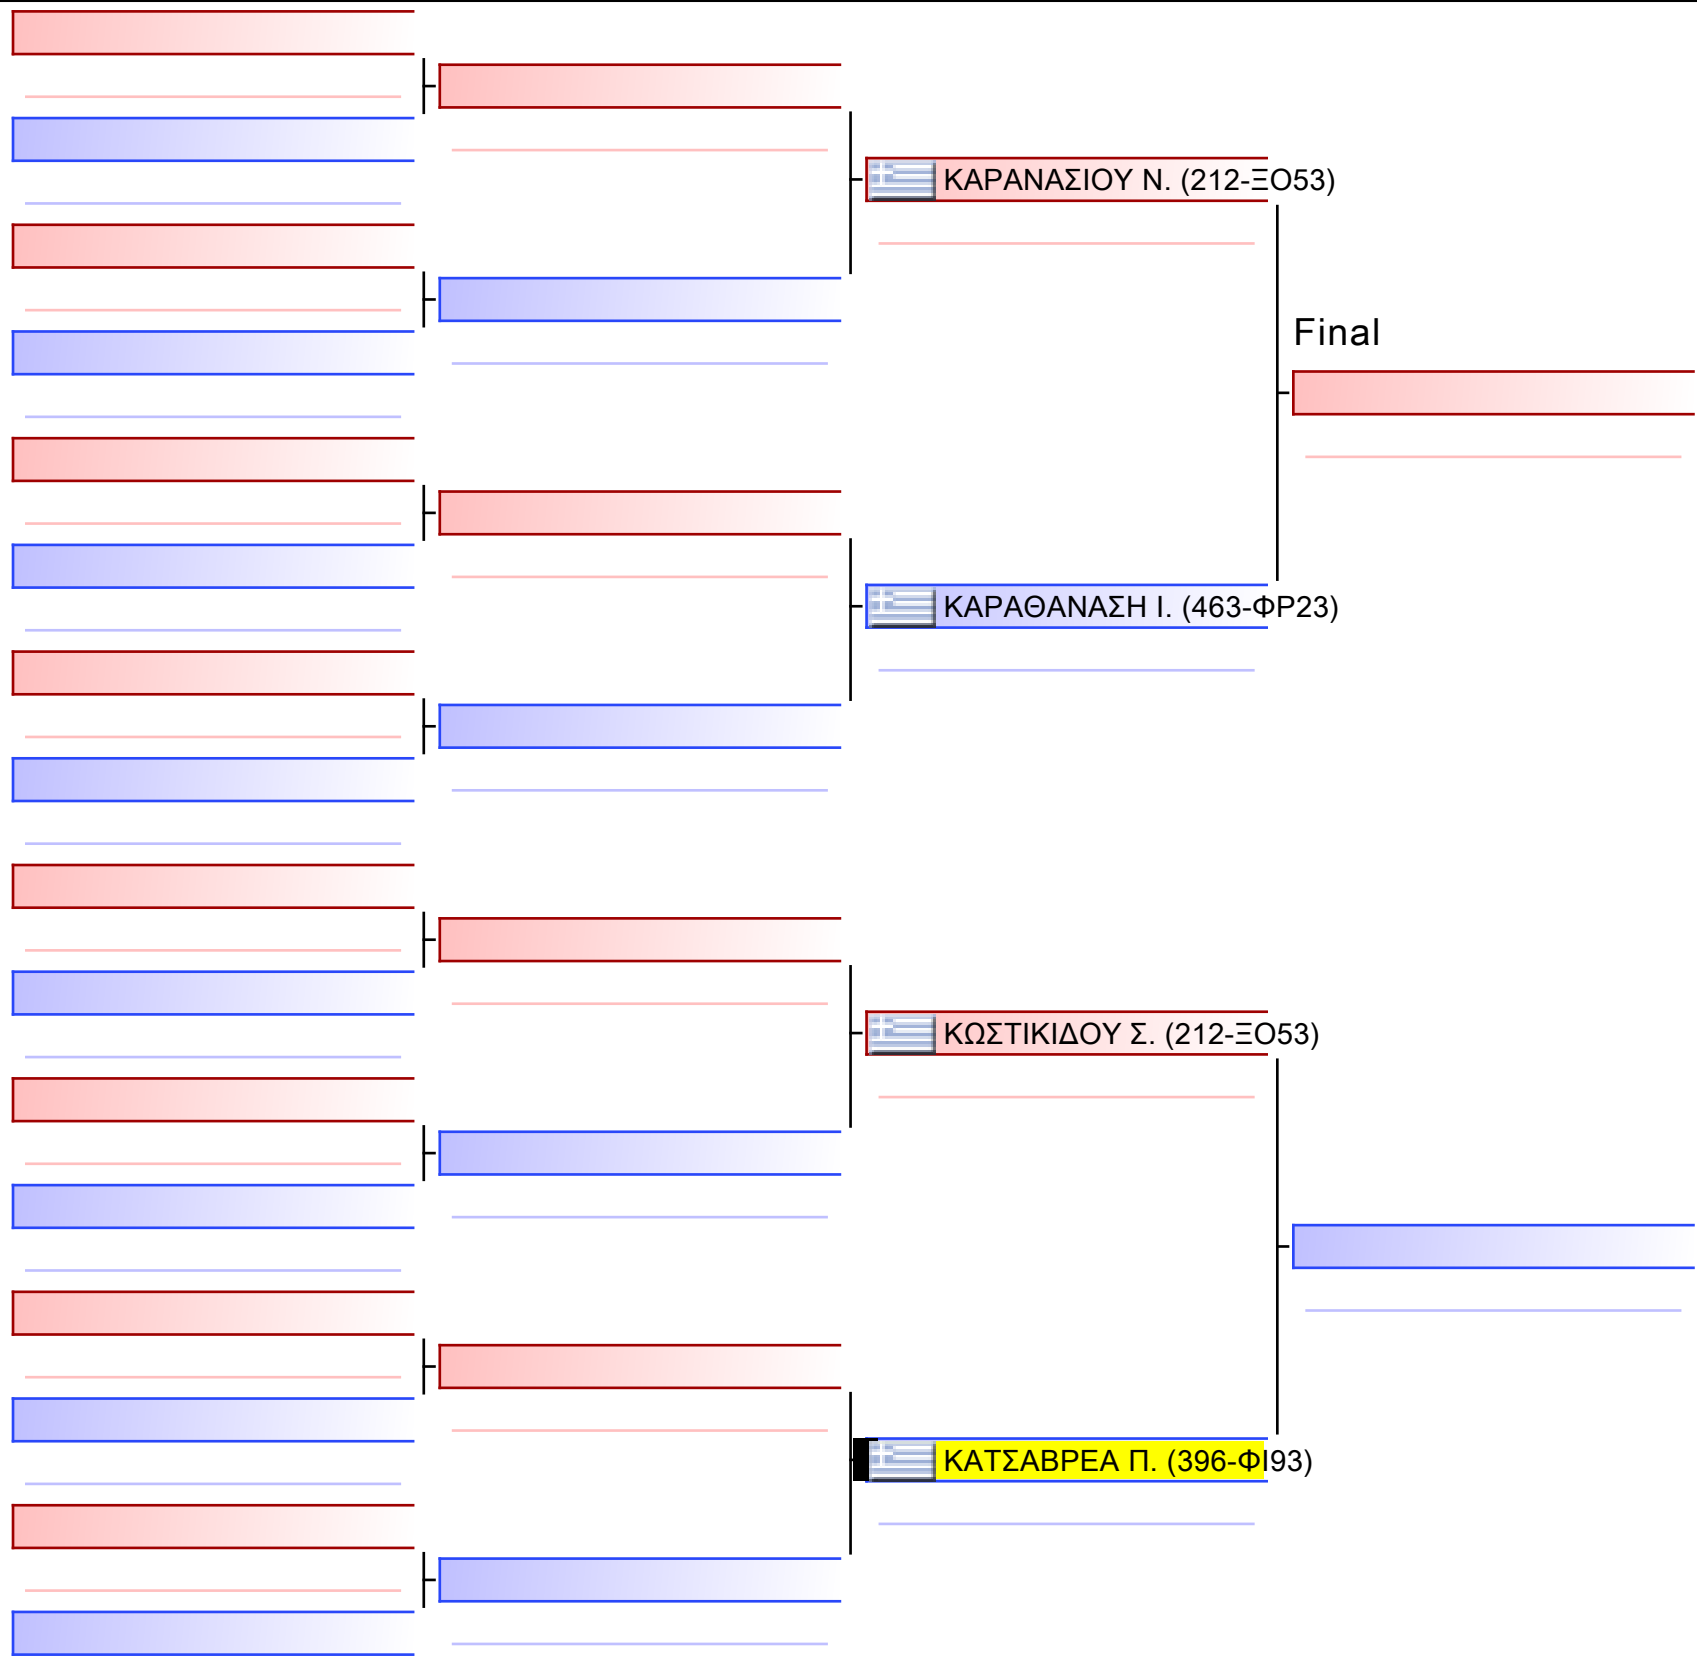 ΚΑΡΑΝΑΣΙΟΥ Ν. (212-ΞΟ53)
Final
ΚΑΡΑΘΑΝΑΣΗ Ι. (463-ΦΡ23)
ΚΩΣΤΙΚΙΔΟΥ Σ. (212-ΞΟ53)
ΚΑΤΣΑΒΡΕΑ Π. (396-ΦΙ93)